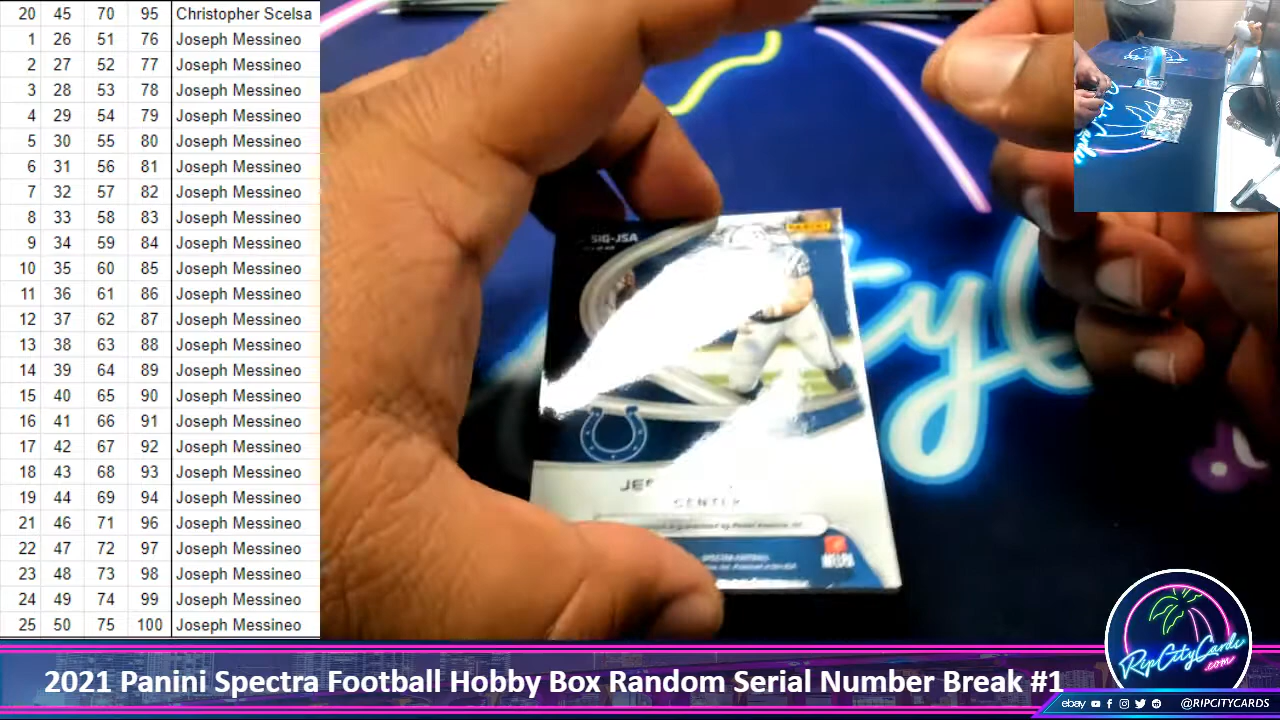 20 45 70 95 Christopher Scelsa
1 26 51 76 Joseph Messineo
2 27 52 77 Joseph Messineo
3 28 53 78 Joseph Messineo
4 29 54 79 Joseph Messineo
5 30 55 80 Joseph Messineo
6 31 56 81 Joseph Messineo
7 32 57 82 Joseph Messineo
8 33 58 83 Joseph Messineo
9 34 59 84 Joseph Messineo
10 35 60 85 Joseph Messineo
11 36 61 86 Joseph Messineo
12 37 62 87 Joseph Messineo
13 38 63 88 Joseph Messineo
14 39 64 89 Joseph Messineo
15 40 65 90 Joseph Messineo
16 41 66 91 Joseph Messineo
17 42 67 92 Joseph Messineo
18 43 68 93 Joseph Messineo
19 44 69 94 Joseph Messineo
21 46 71 96 Joseph Messineo
22 47 72 97 Joseph Messineo
23 48 73 98 Joseph Messineo
24 49 74 99 Joseph Messineo
25 50 75 100 Joseph Messineo
SIG-JSA
PANINI
CENTER
NFLPA
RipCityCards
.com
2021 Panini Spectra Football Hobby Box Random Serial Number Break #1
ebay @RIPCITYCARDS